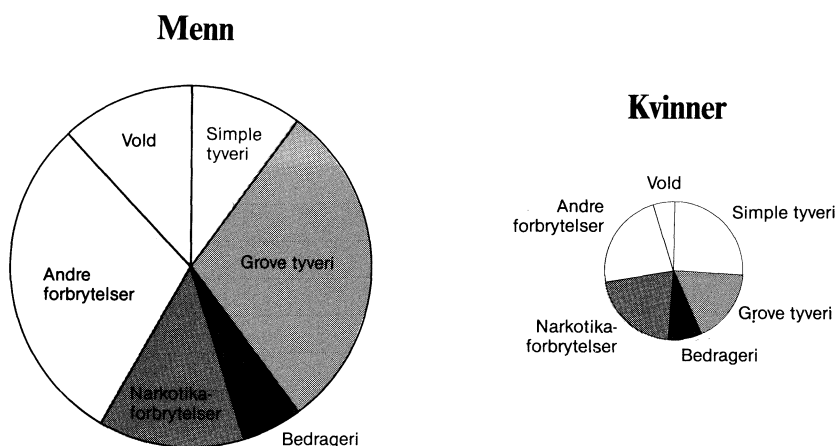 Menn
Vold
Simple
tyveri
Grove tyveri
Andre
forbrytelser
Narkotika-
forbrytelser
Bedrageri
Kvinner
Vold
Andre
forbrytelser
Simple tyveri
Narkotika-
forbrytelser
Grove tyveri
Bedrageri